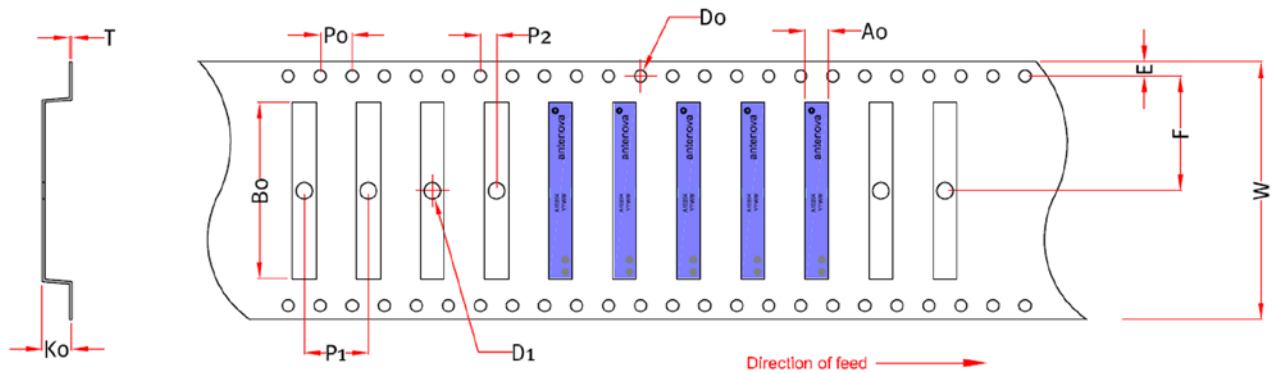 T
Po
P2
Do
Ao
E
F
W
Bo
antenova
antenova
antenova
antenova
antenova
Ko
P1
D1
Direction of feed